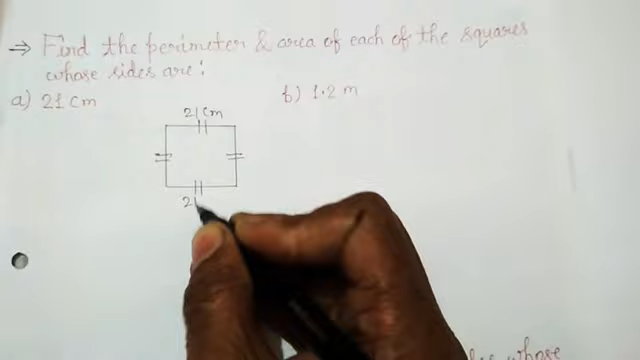 ⇒ Find the perimeter & area of each of the squares
whose sides are:
a) 21 cm
b) 1.2 m
21 cm
21
whose